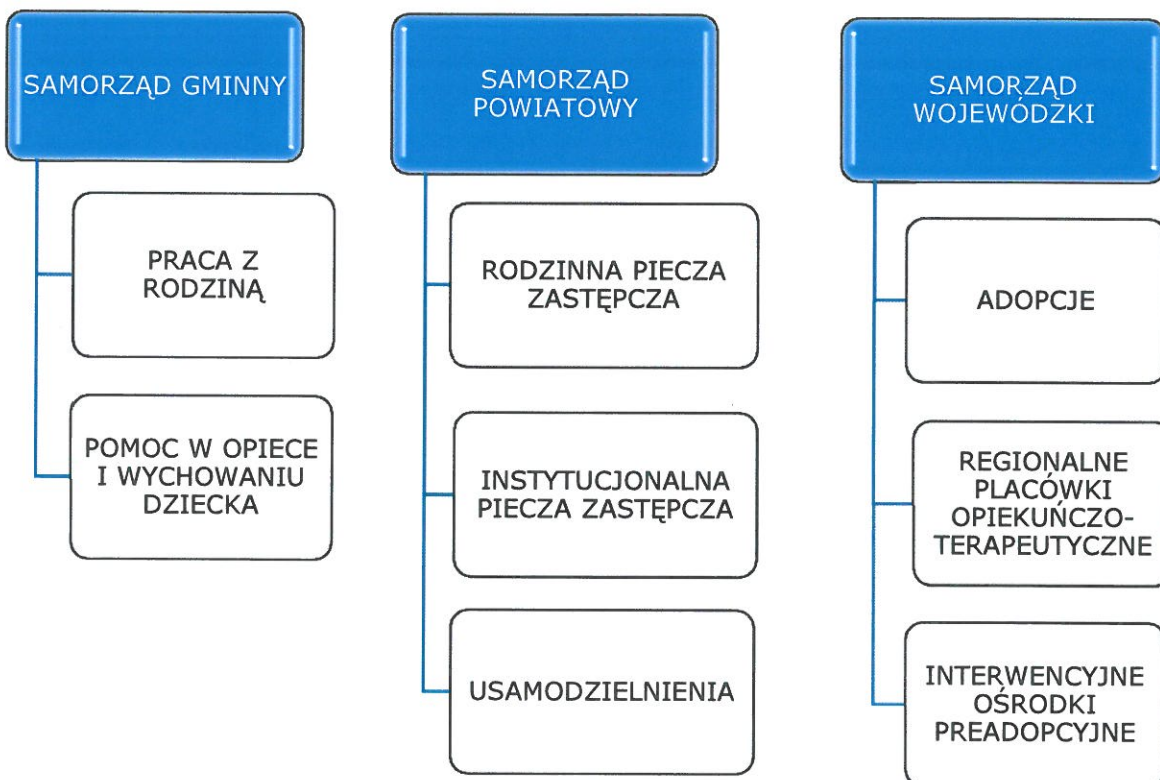 SAMORZĄD GMINNY
PRACA Z
RODZINĄ
POMOC W OPIECE
I WYCHOWANIU
DZIECKA
SAMORZĄD
POWIATOWY
RODZINNA PIECZA
ZASTĘPCZA
INSTYTUCJONALNA
PIECZA ZASTĘPCZA
USAMODZIELNIENIA
SAMORZĄD
WOJEWÓDZKI
ADOPCJE
REGIONALNE
PLACÓWKI
OPIEKUŃCZO-
TERAPEUTYCZNE
INTERWENCYJNE
OŚRODKI
PREADOPCYJNE